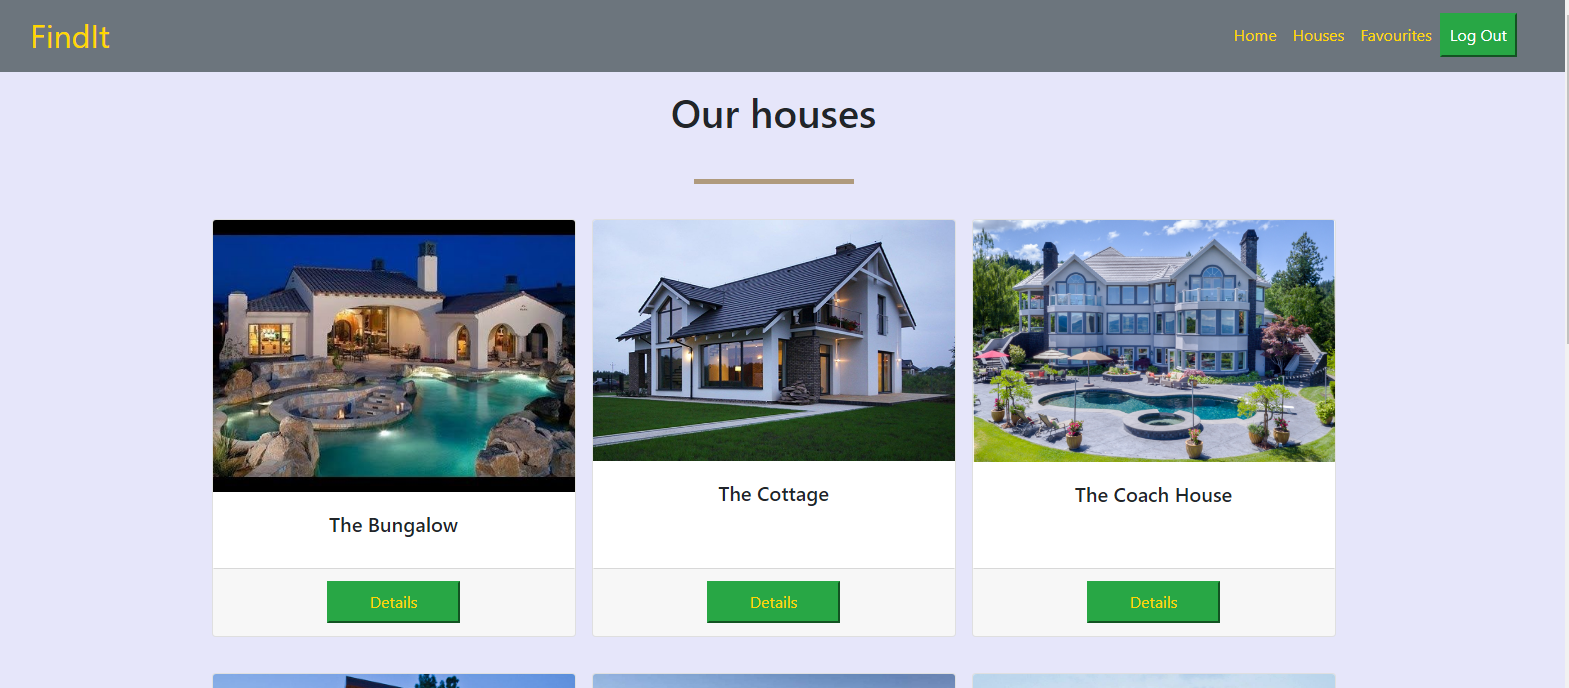 FindIt
Home Houses Favourites Log Out
Our houses
The Bungalow
The Cottage
The Coach House
Details
Details
Details